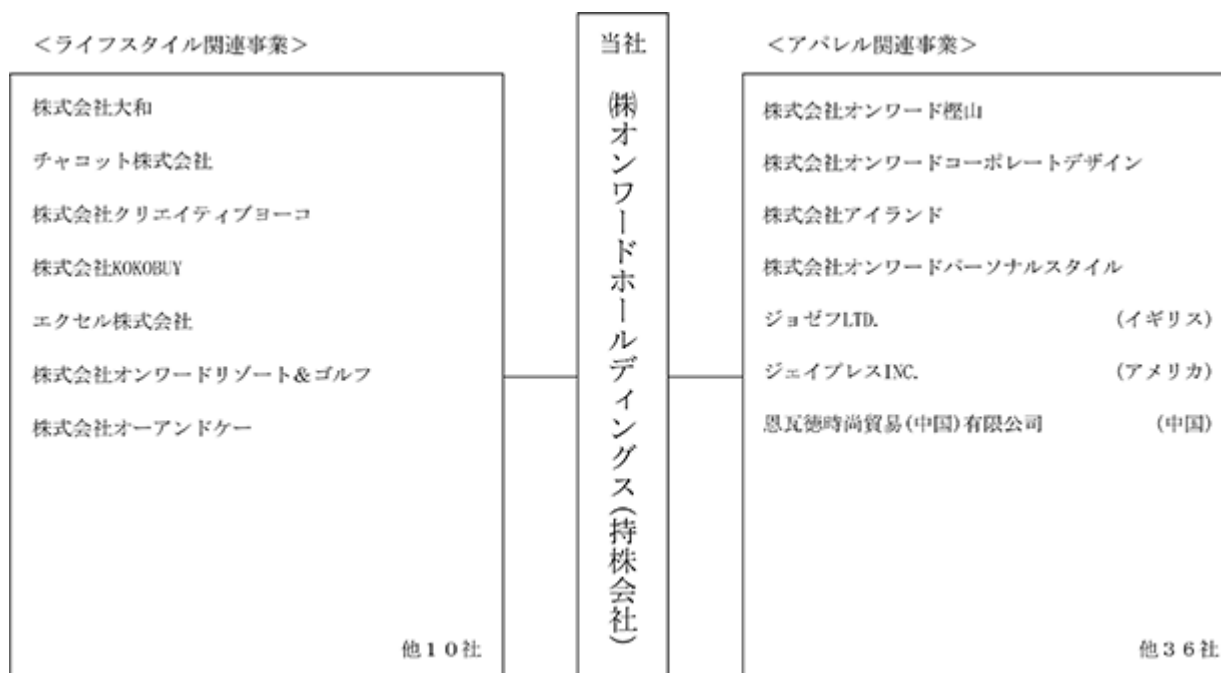 ＜ライフスタイル関連事業＞
株式会社大和
チャコット株式会社
株式会社クリエイティブヨーコ
株式会社KOKOBUY
エクセル株式会社
株式会社オンワードリゾート＆ゴルフ
株式会社オーアンドケー
他１０社
当社
㈱オンワードホールディングス(持株会社)
＜アパレル関連事業＞
株式会社オンワード樫山
株式会社オンワードコーポレートデザイン
株式会社アイランド
株式会社オンワードパーソナルスタイル
ジョゼフLTD. (イギリス)
ジェイプレスINC. (アメリカ)
恩瓦徳時尚貿易(中国)有限公司 (中国)
他３６社